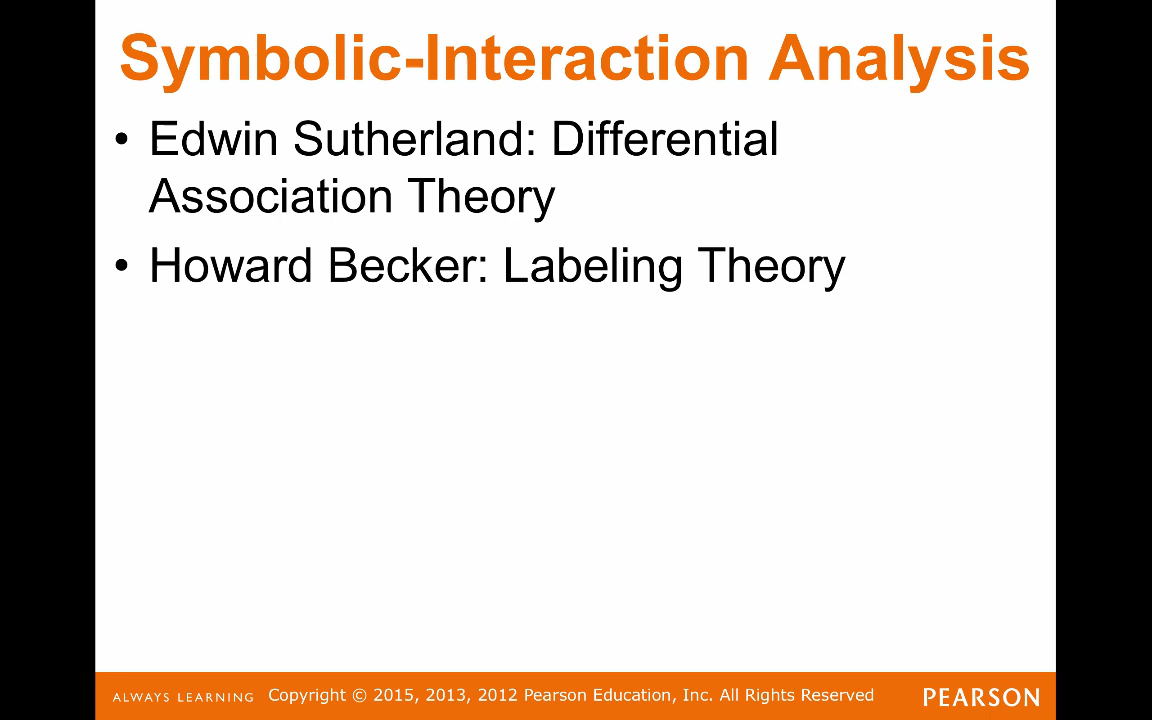 Symbolic-Interaction Analysis
• Edwin Sutherland: Differential
Association Theory
• Howard Becker: Labeling Theory
ALWAYS LEARNING Copyright © 2015, 2013, 2012 Pearson Education, Inc. All Rights Reserved PEARSON